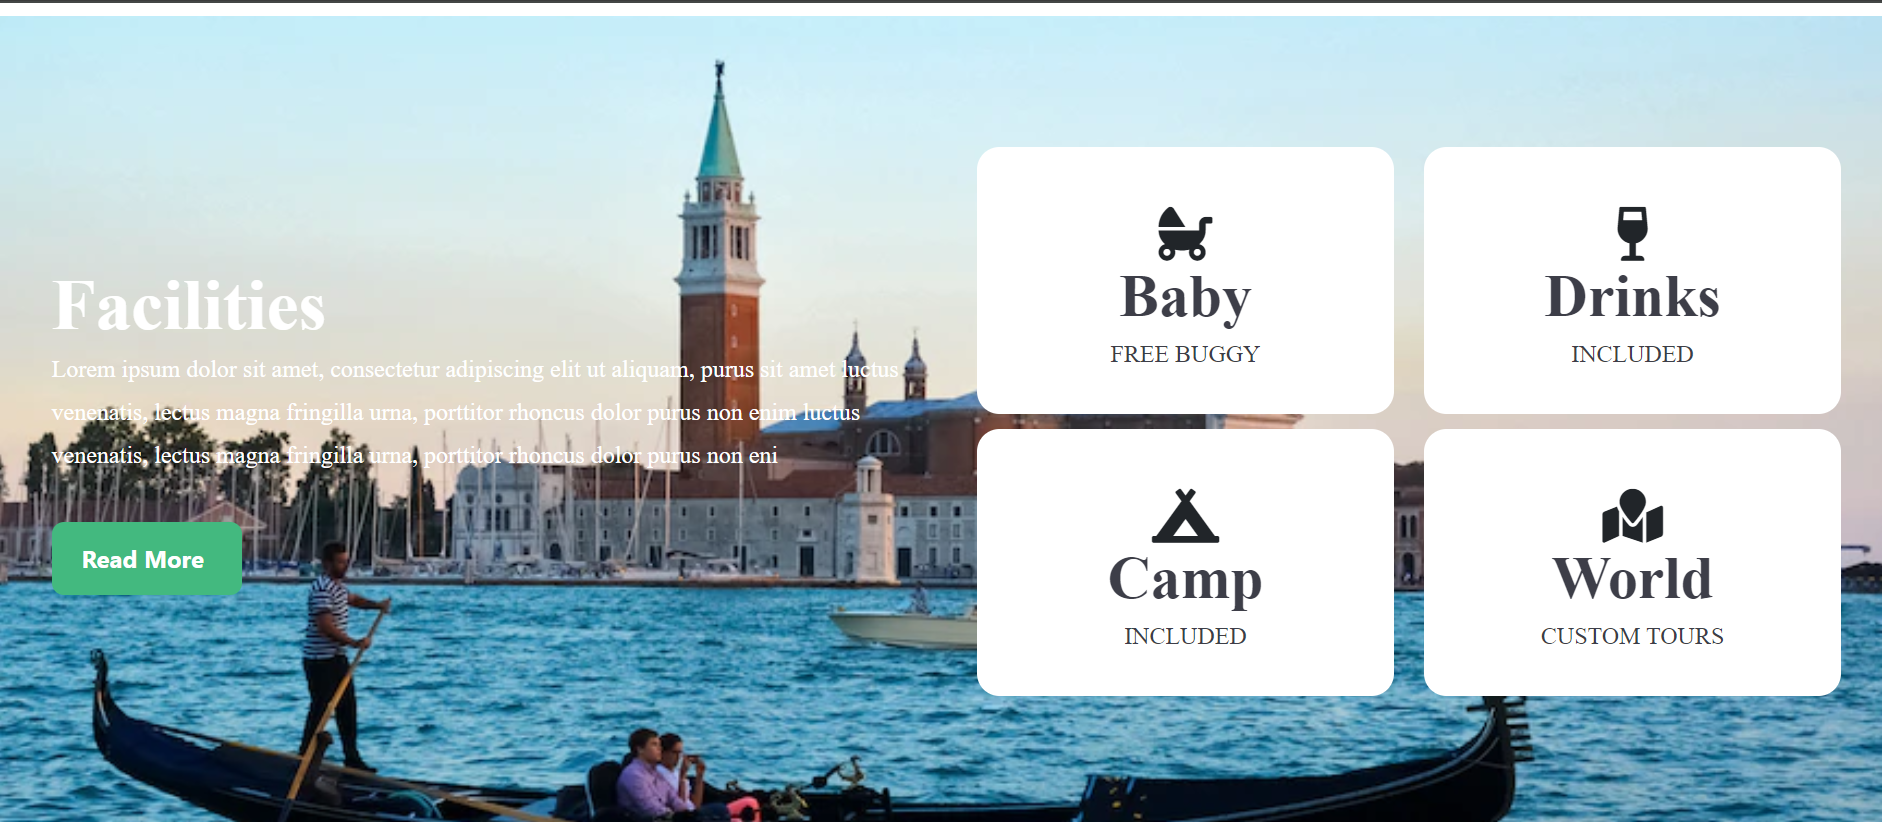 Facilities
Lorem ipsum dolor sit amet, consectetur adipiscing elit ut aliquam, purus sit amet luctus
venenatis, lectus magna fringilla urna, porttitor rhoncus dolor purus non enim luctus
venenatis, lectus magna fringilla urna, porttitor rhoncus dolor purus non eni
Read More
Baby
FREE BUGGY
Drinks
INCLUDED
Camp
INCLUDED
World
CUSTOM TOURS